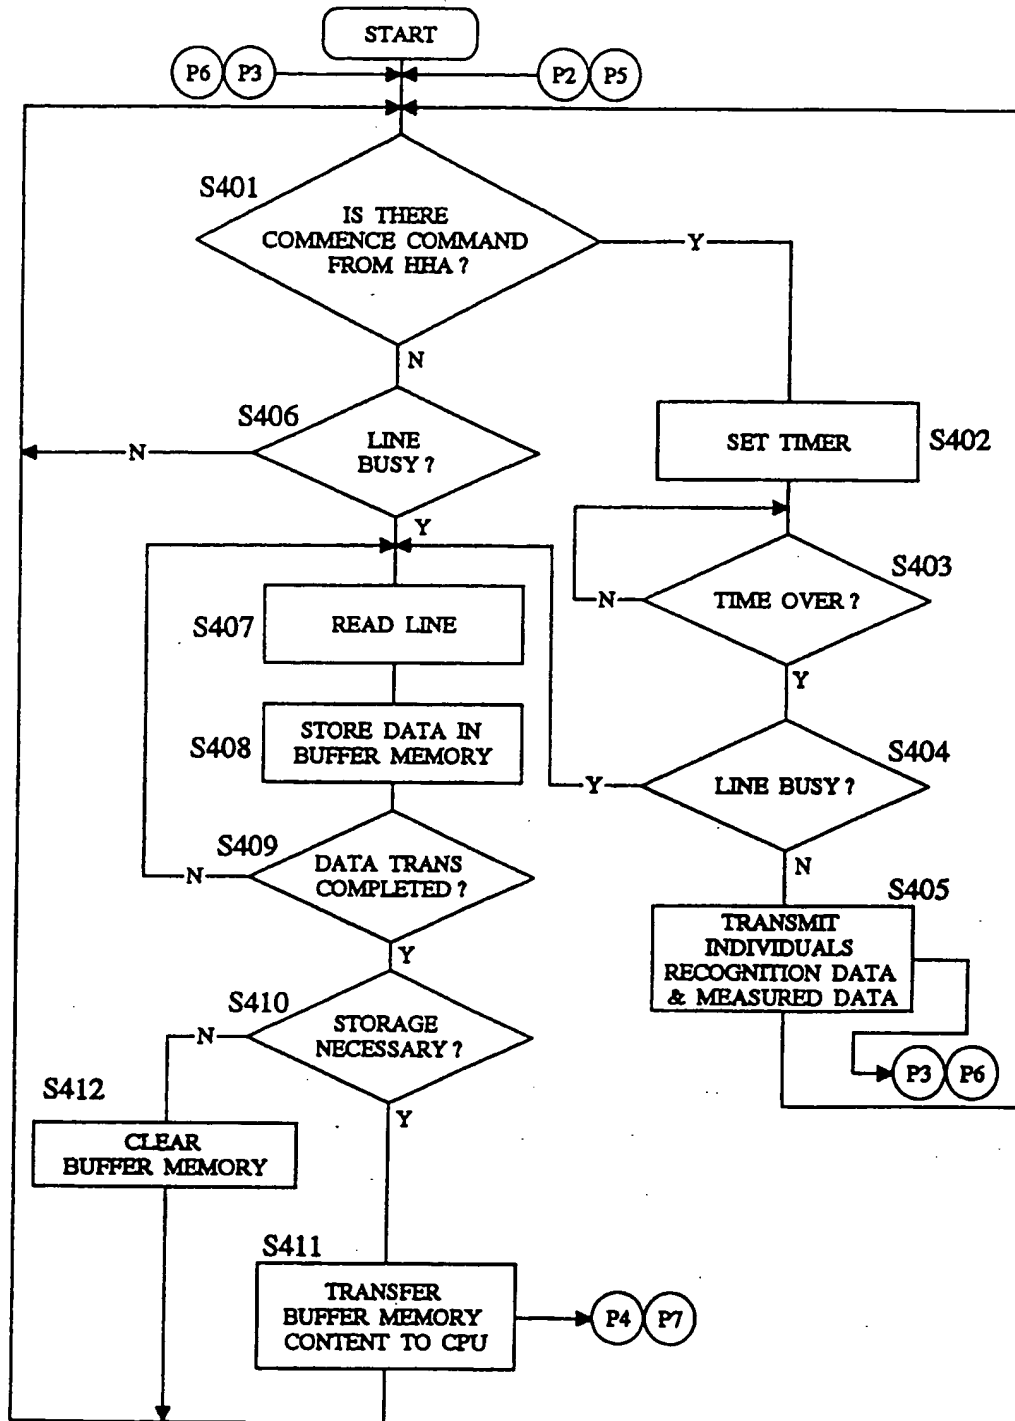 START
P6 P3
P2 P5
S401
IS THERE
COMMENCE COMMAND
FROM HHA ?
Y
N
S406
LINE
BUSY ?
N
Y
SET TIMER
S402
S403
TIME OVER ?
N
Y
S407
READ LINE
S408
STORE DATA IN
BUFFER MEMORY
S404
LINE BUSY ?
Y
N
S409
DATA TRANS
COMPLETED ?
N
Y
S405
TRANSMIT
INDIVIDUALS
RECOGNITION DATA
& MEASURED DATA
P3 P6
S410
STORAGE
NECESSARY ?
N
Y
S412
CLEAR
BUFFER MEMORY
S411
TRANSFER
BUFFER MEMORY
CONTENT TO CPU
P4 P7